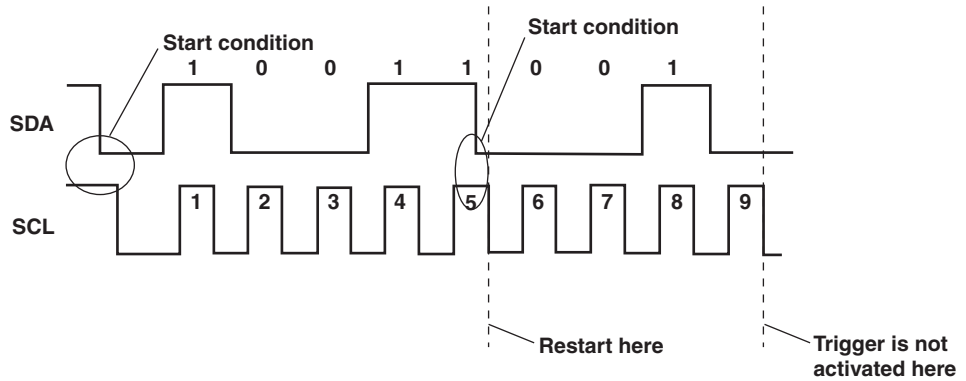 Start condition
Start condition
1 0 0 1 1 0 0 1
SDA
SCL
1 2 3 4 5 6 7 8 9
Restart here
Trigger is not
activated here